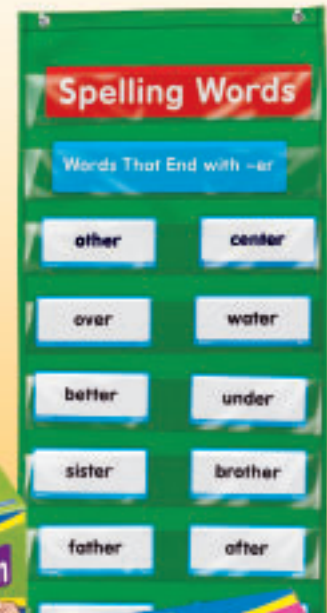 Spelling Words
Words That End with -er
other center
over water
better under
sister brother
father after